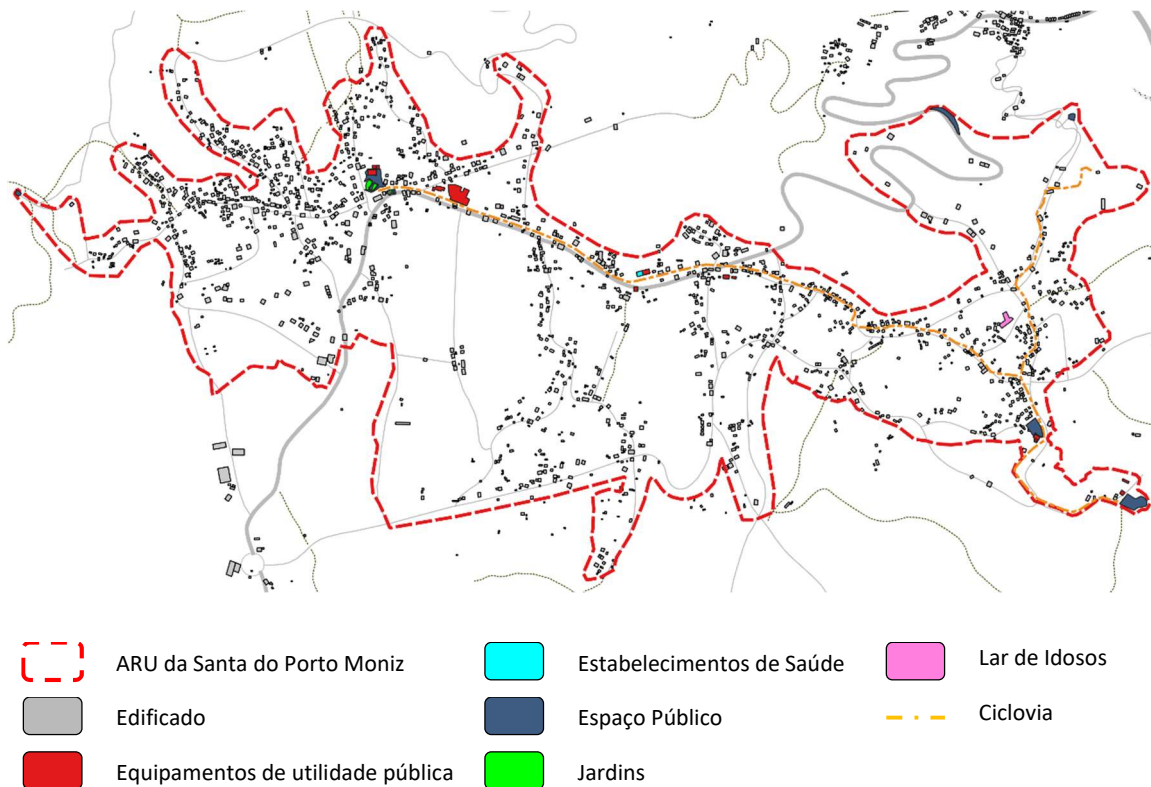 ARU da Santa do Porto Moniz
Estabelecimentos de Saúde
Lar de Idosos
Edificado
Espaço Público
Ciclovia
Equipamentos de utilidade pública
Jardins